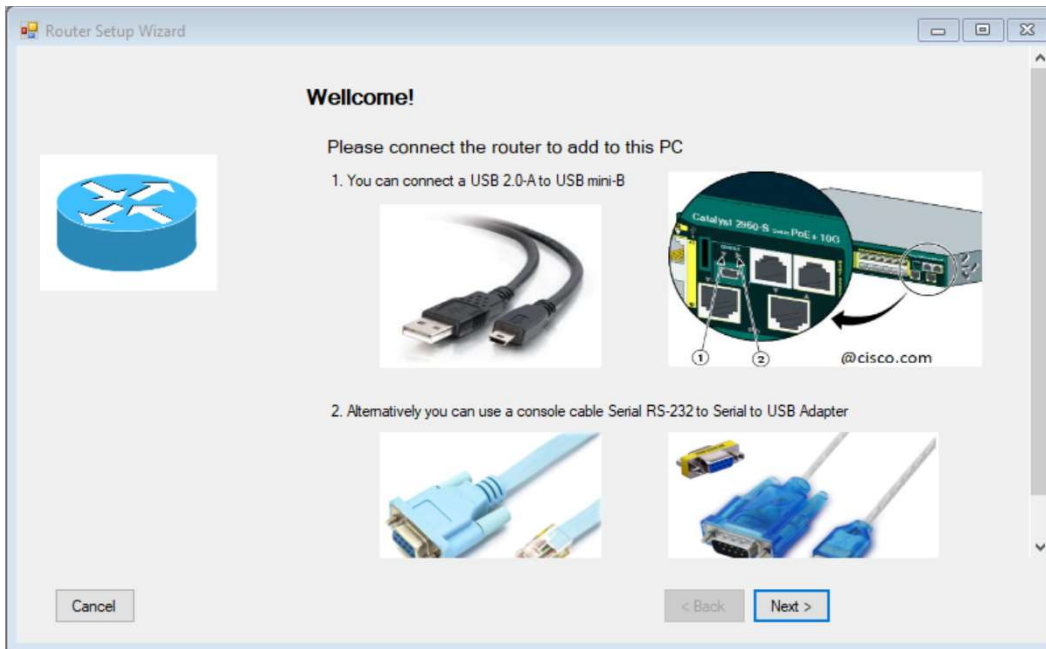 Router Setup Wizard
Wellcome!
Please connect the router to add to this PC
1. You can connect a USB 2.0-A to USB mini-B
Catalyst 2960-S PoE+ 10G
1 2
@cisco.com
2. Alternatively you can use a console cable Serial RS-232 to Serial to USB Adapter
Cancel
< Back
Next >